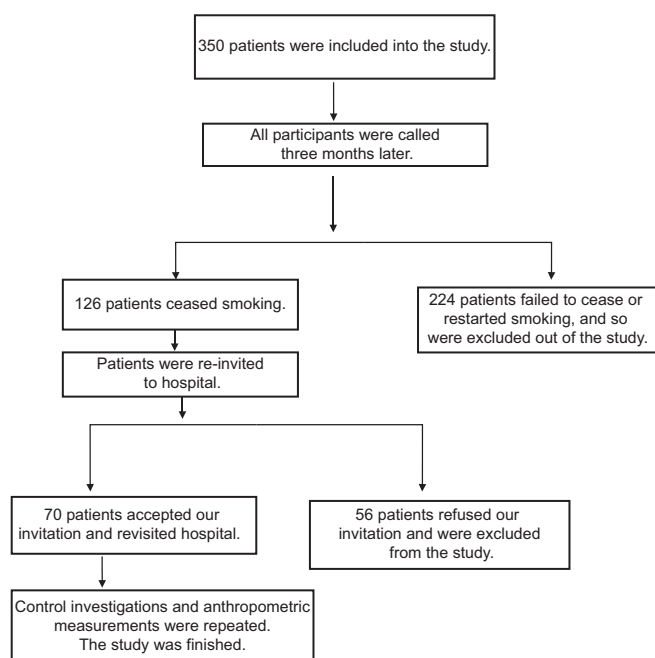 350 patients were included into the study.
All participants were called
three months later.
126 patients ceased smoking.
224 patients failed to cease or
restarted smoking, and so
were excluded out of the study.
Patients were re-invited
to hospital.
70 patients accepted our
invitation and revisited hospital.
56 patients refused our
invitation and were excluded
from the study.
Control investigations and anthropometric
measurements were repeated.
The study was finished.